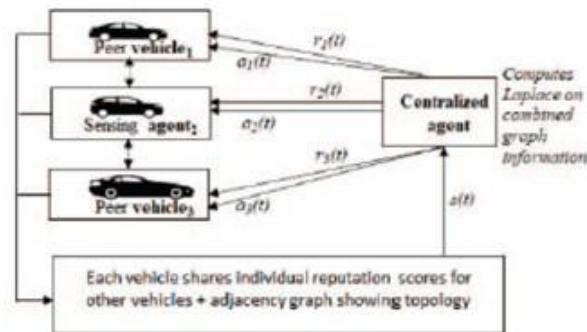 Peer vehicle1
r1(t)
a1(t)
Computes
Laplace on
combined
graph
information
Sensing agent2
r2(t)
a2(t)
Centralized
agent
Peer vehicle3
r3(t)
a3(t)
s(t)
Each vehicle shares individual reputation scores for
other vehicles + adjacency graph showing topology